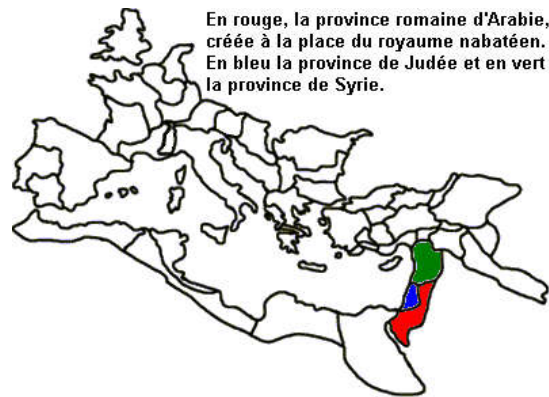 En rouge, la province romaine d'Arabie,
créée à la place du royaume nabatéen.
En bleu la province de Judée et en vert
la province de Syrie.